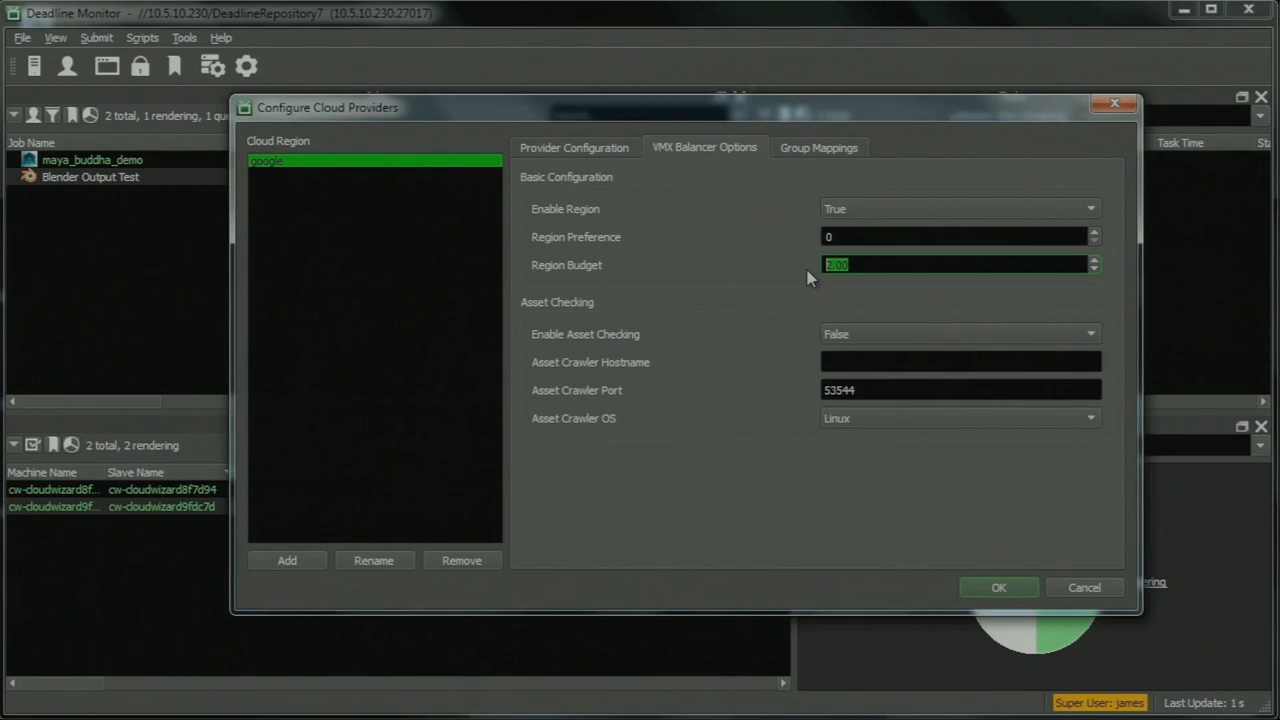 Deadline Monitor - //10.5.10.230/DeadlineRepository7 (10.5.10.230:27017)
File View Submit Scripts Tools Help
2 total, 1 rendering, 1 qu
Job Name
maya_buddha_demo
Blender Output Test
Task Time
Sta
Configure Cloud Providers
Cloud Region
google
Add Rename Remove
Provider Configuration VMX Balancer Options Group Mappings
Basic Configuration
Enable Region True
Region Preference 0
Region Budget 2.00
Asset Checking
Enable Asset Checking False
Asset Crawler Hostname
Asset Crawler Port 53544
Asset Crawler OS Linux
OK Cancel
2 total, 2 rendering
Machine Name Slave Name
cw-cloudwizard8f... cw-cloudwizard8f7d94
cw-cloudwizard9f... cw-cloudwizard9fdc7d
ering
Super User: james Last Update: 1 s